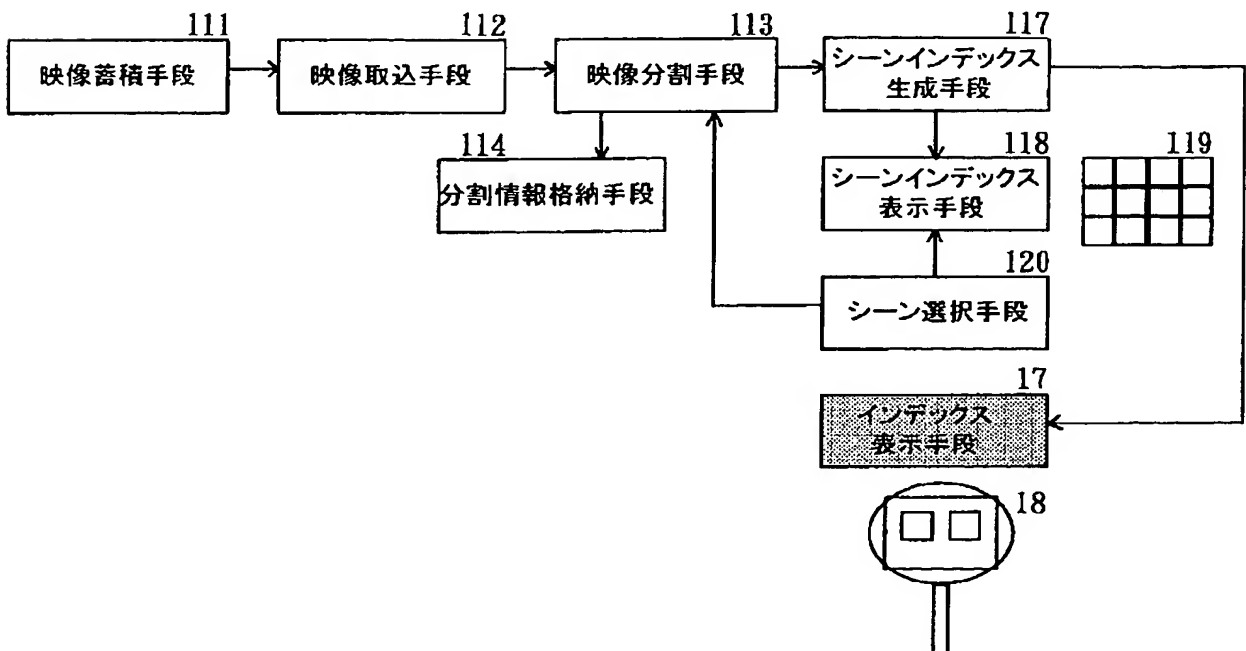 111
映像蓄積手段
112
映像取込手段
113
映像分割手段
117
シーンインデックス
生成手段
114
分割情報格納手段
118
シーンインデックス
表示手段
119
120
シーン選択手段
17
インデックス
表示手段
18